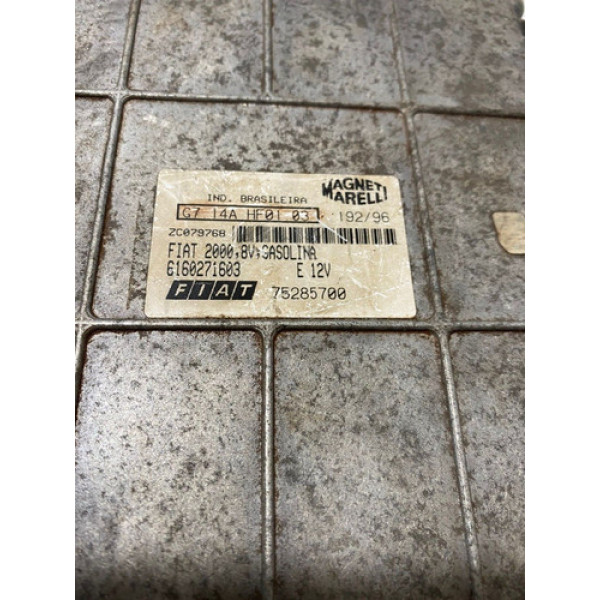 IND. BRASILEIRA
MAGNETI
MARELLI
G7 14A HF01 03
192/96
ZC079768
FIAT 2000,8V,GASOLINA
6160271603 E 12V
FIAT 75285700